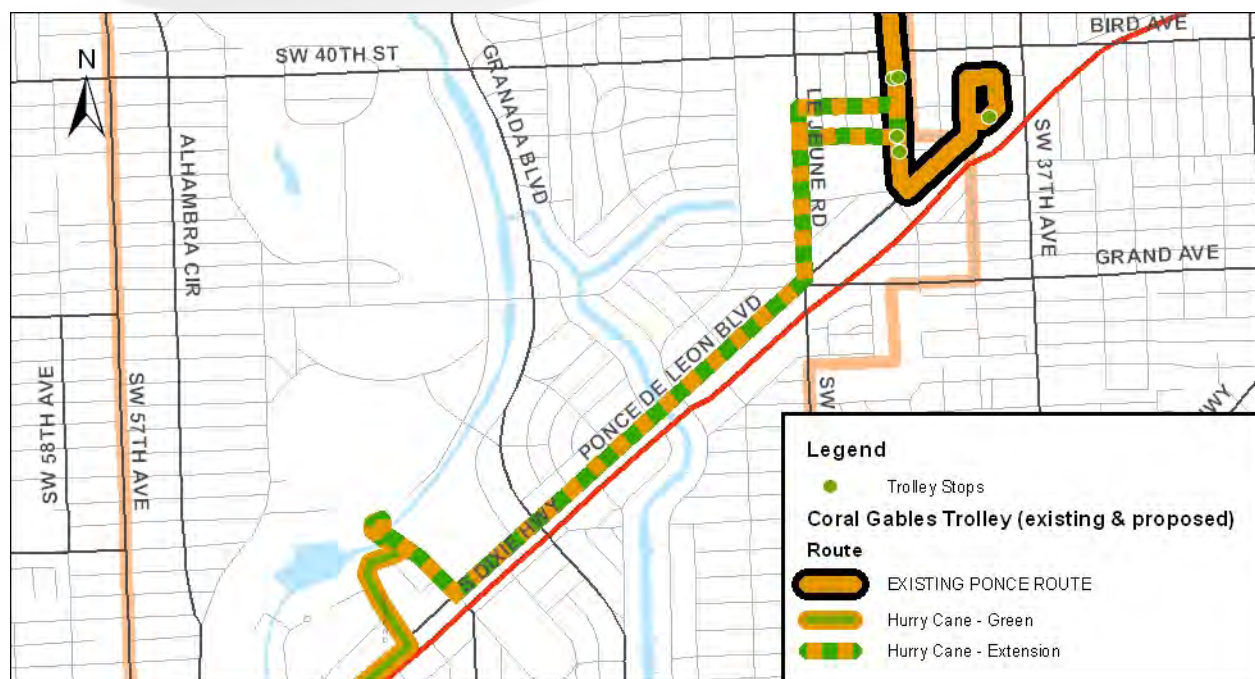 BIRD AVE
N
SW 40TH ST
GRANADA BLVD
LE JEUNE RD
SW 37TH AVE
ALHAMBRA CIR
GRAND AVE
PONCE DE LEON BLVD
SW 58TH AVE
SW 57TH AVE
SW
HWY
S DIXIE HWY
Legend
Trolley Stops
Coral Gables Trolley (existing & proposed)
Route
EXISTING PONCE ROUTE
Hurry Cane - Green
Hurry Cane - Extension